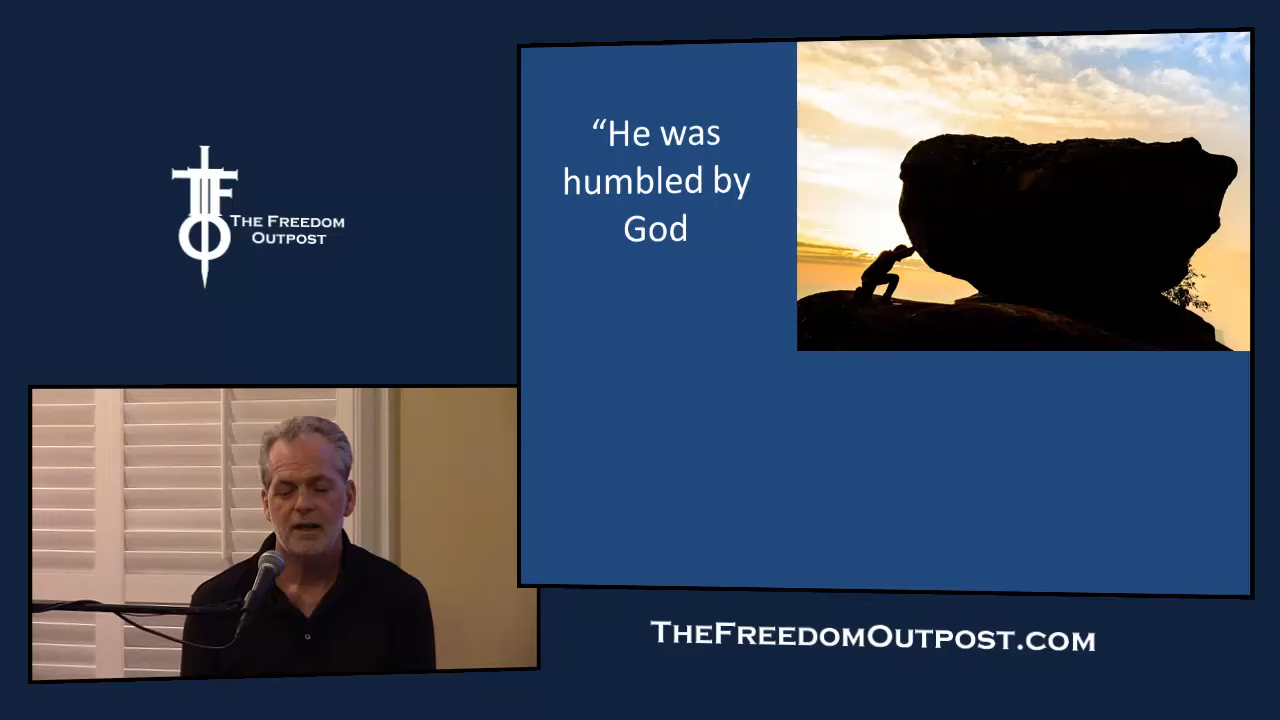 The Freedom
Outpost
“He was
humbled by
God
TheFreedomOutpost.com